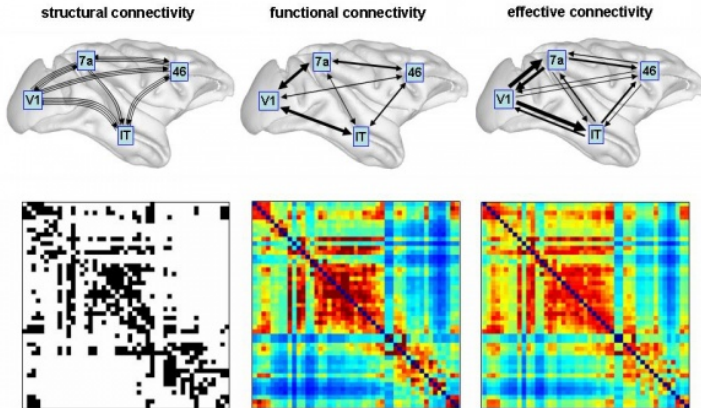 structural connectivity functional connectivity effective connectivity
7a 46 V1 IT
7a 46 V1 IT
7a 46 V1 IT